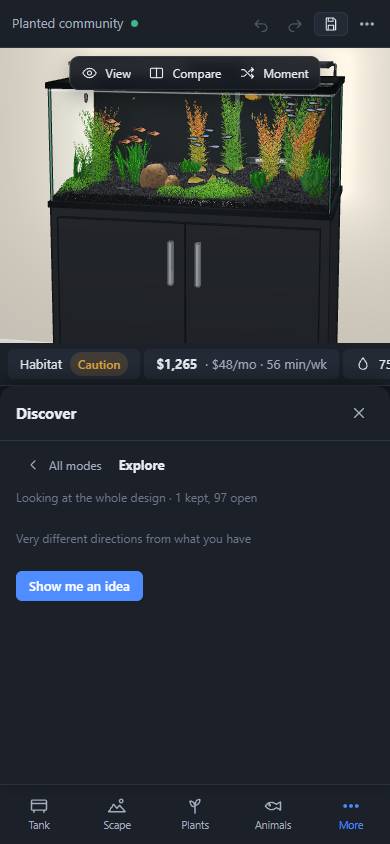 Planted community
View Compare Moment
Habitat Caution $1,265 · $48/mo · 56 min/wk 75
Discover
All modes Explore
Looking at the whole design · 1 kept, 97 open
Very different directions from what you have
Show me an idea
Tank Scape Plants Animals More